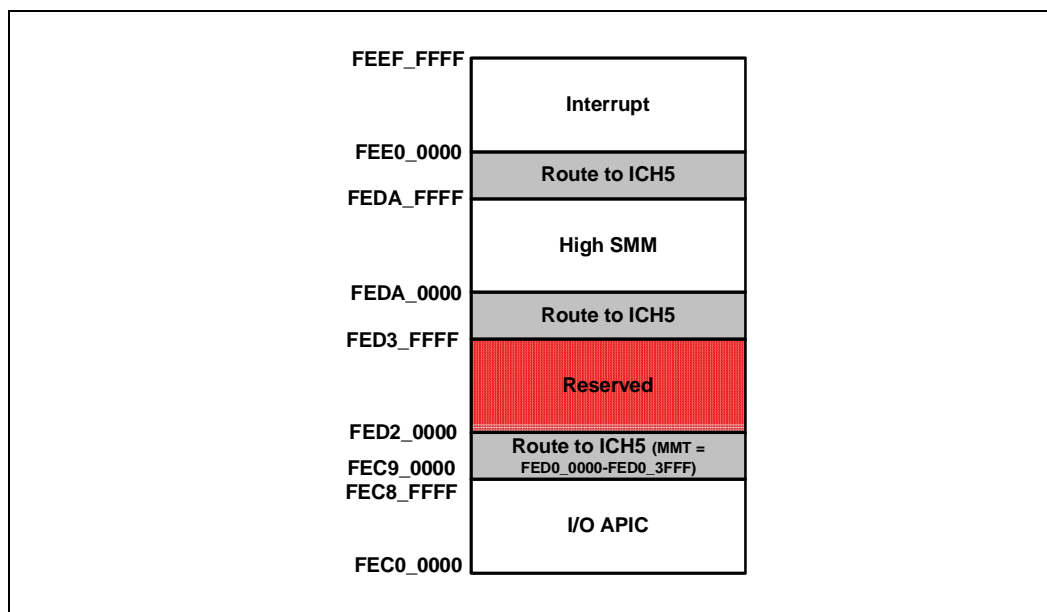 FEEF_FFFF
Interrupt
FEE0_0000
Route to ICH5
FEDA_FFFF
High SMM
FEDA_0000
Route to ICH5
FED3_FFFF
Reserved
FED2_0000
Route to ICH5 (MMT =
FED0_0000-FED0_3FFF)
FEC9_0000
FEC8_FFFF
I/O APIC
FEC0_0000